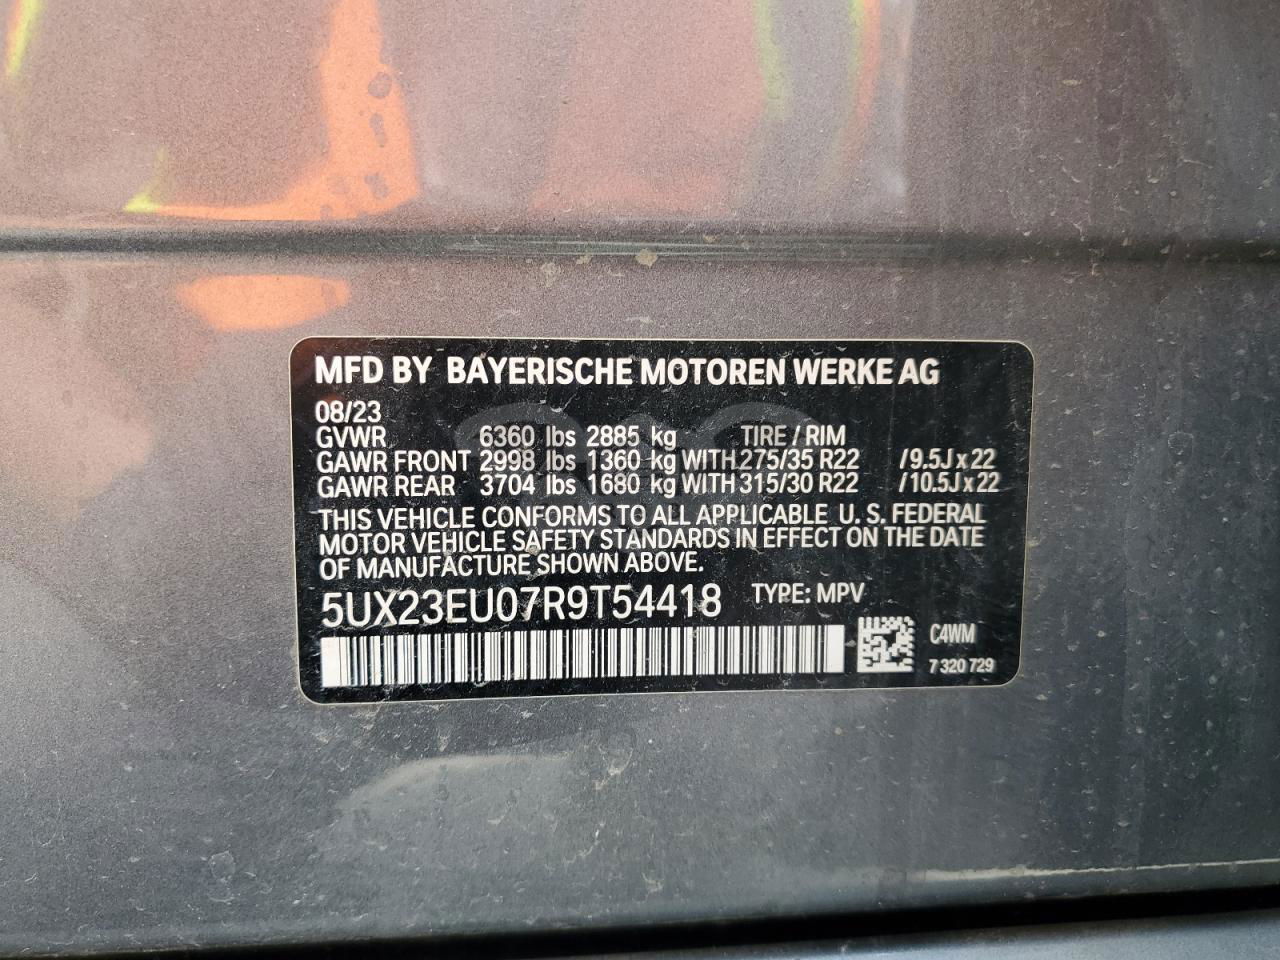 MFD BY BAYERISCHE MOTOREN WERKE AG
08/23
GVWR 6360 lbs 2885 kg TIRE / RIM
GAWR FRONT 2998 lbs 1360 kg WITH 275/35 R22 /9.5J x 22
GAWR REAR 3704 lbs 1680 kg WITH 315/30 R22 /10.5J x 22
THIS VEHICLE CONFORMS TO ALL APPLICABLE U. S. FEDERAL
MOTOR VEHICLE SAFETY STANDARDS IN EFFECT ON THE DATE
OF MANUFACTURE SHOWN ABOVE.
5UX23EU07R9T54418 TYPE: MPV
C4WM
7 320 729